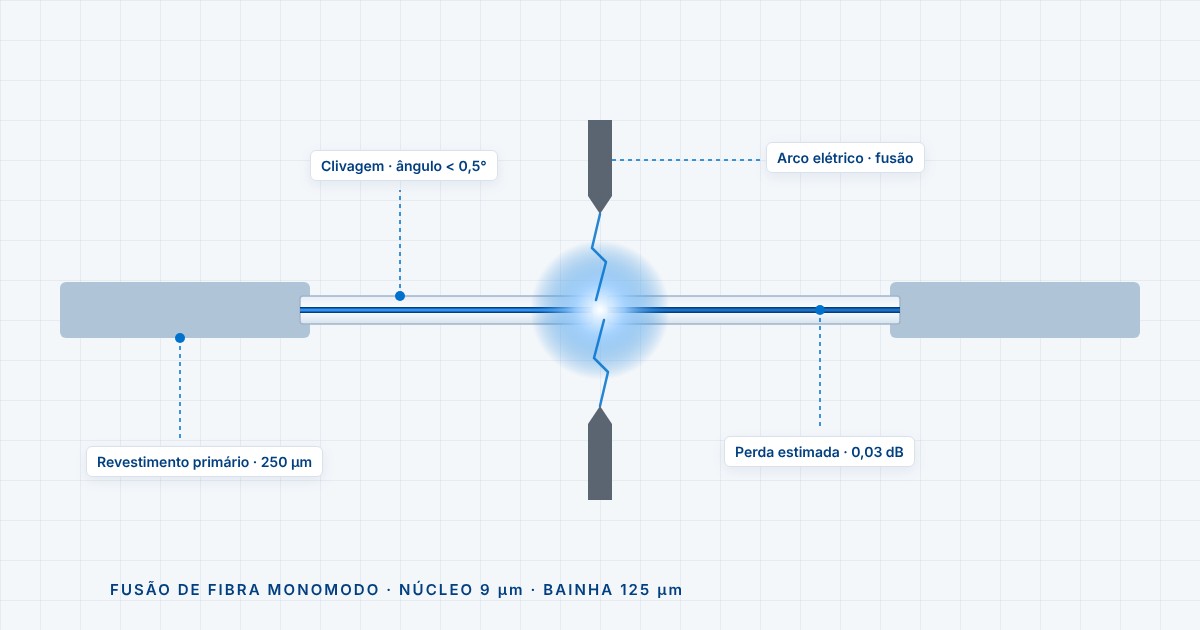 Clivagem · ângulo < 0,5°
Arco elétrico · fusão
Revestimento primário · 250 µm
Perda estimada · 0,03 dB
FUSÃO DE FIBRA MONOMODO · NÚCLEO 9 µm · BAINHA 125 µm